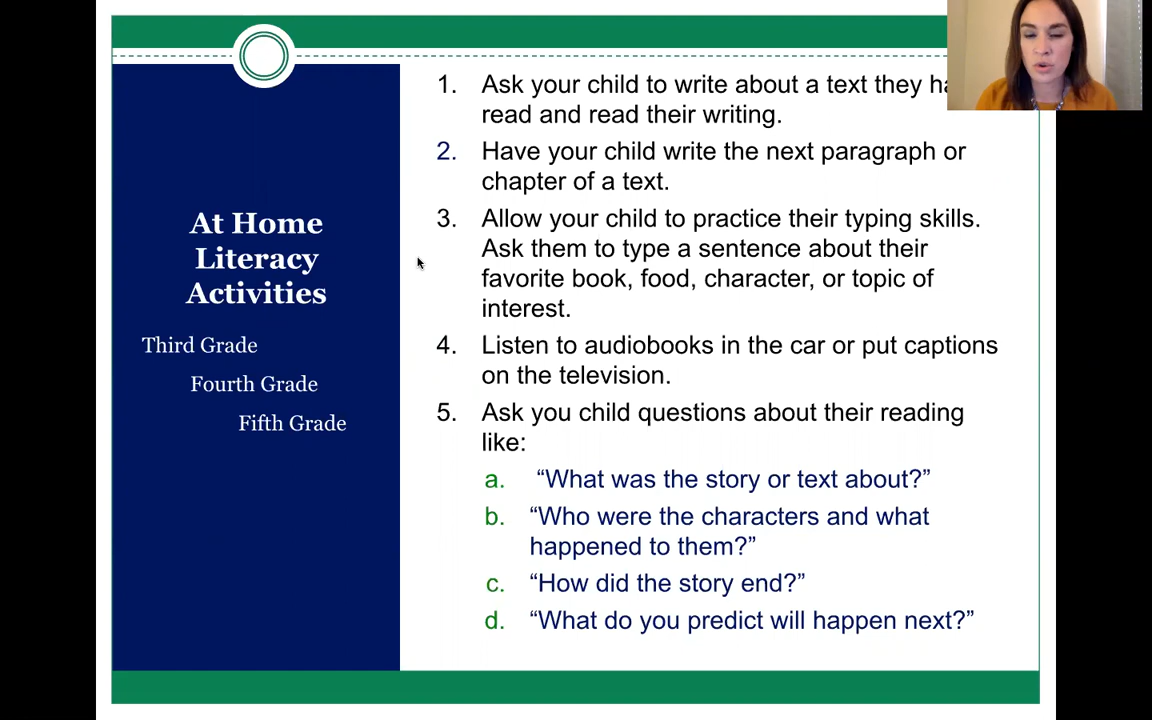 At Home
Literacy
Activities
Third Grade
Fourth Grade
Fifth Grade
1. Ask your child to write about a text they
read and read their writing.
2. Have your child write the next paragraph or
chapter of a text.
3. Allow your child to practice their typing skills.
Ask them to type a sentence about their
favorite book, food, character, or topic of
interest.
4. Listen to audiobooks in the car or put captions
on the television.
5. Ask you child questions about their reading
like:
a. “What was the story or text about?”
b. “Who were the characters and what
happened to them?”
c. “How did the story end?”
d. “What do you predict will happen next?”